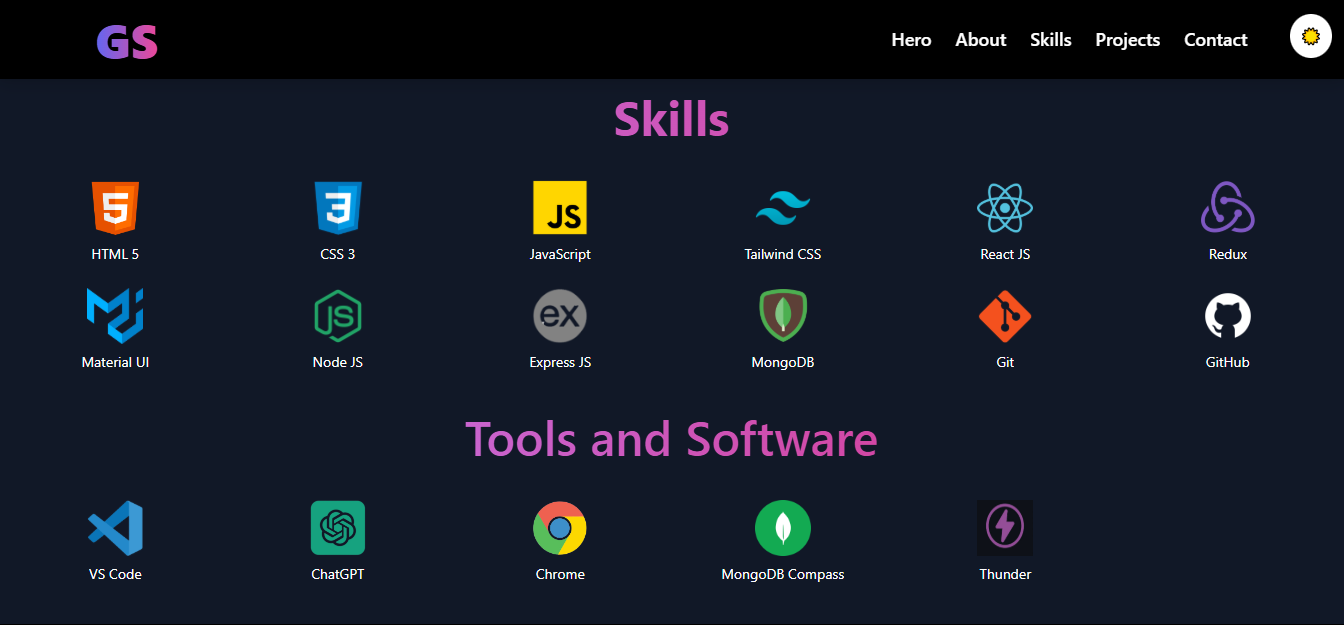 GS
Hero About Skills Projects Contact
Skills
5 3 JS
HTML 5 CSS 3 JavaScript Tailwind CSS React JS Redux
JS ex
Material UI Node JS Express JS MongoDB Git GitHub
Tools and Software
VS Code ChatGPT Chrome MongoDB Compass Thunder